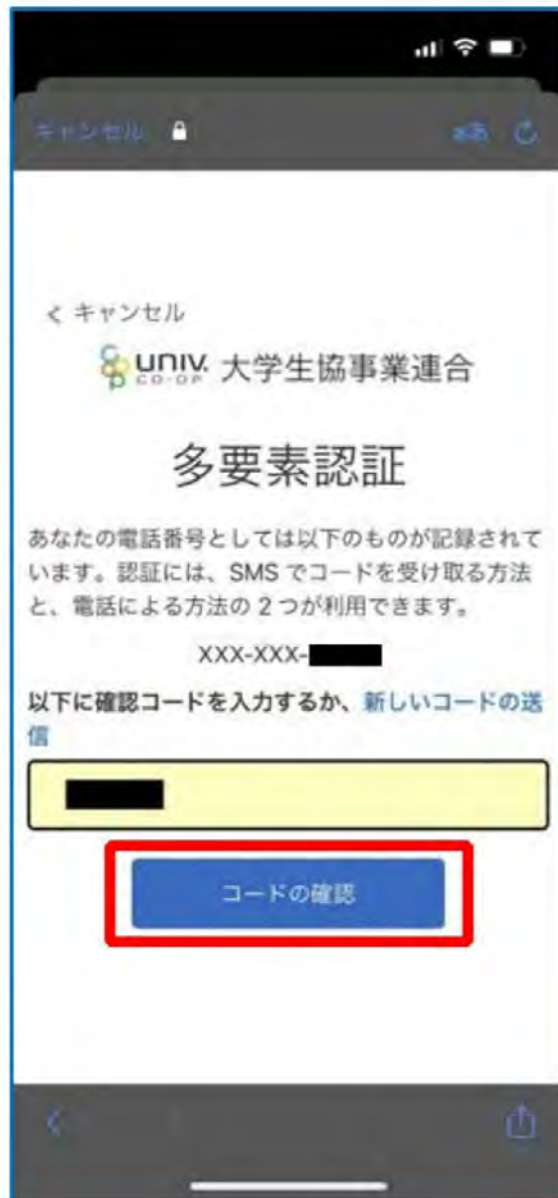 キャンセル
ああ
< キャンセル
UNIV. CO-OP 大学生協事業連合
多要素認証
あなたの電話番号としては以下のものが記録されて
います。認証には、SMS でコードを受け取る方法
と、電話による方法の 2 つが利用できます。
XXX-XXX-
以下に確認コードを入力するか、新しいコードの送
信
コードの確認